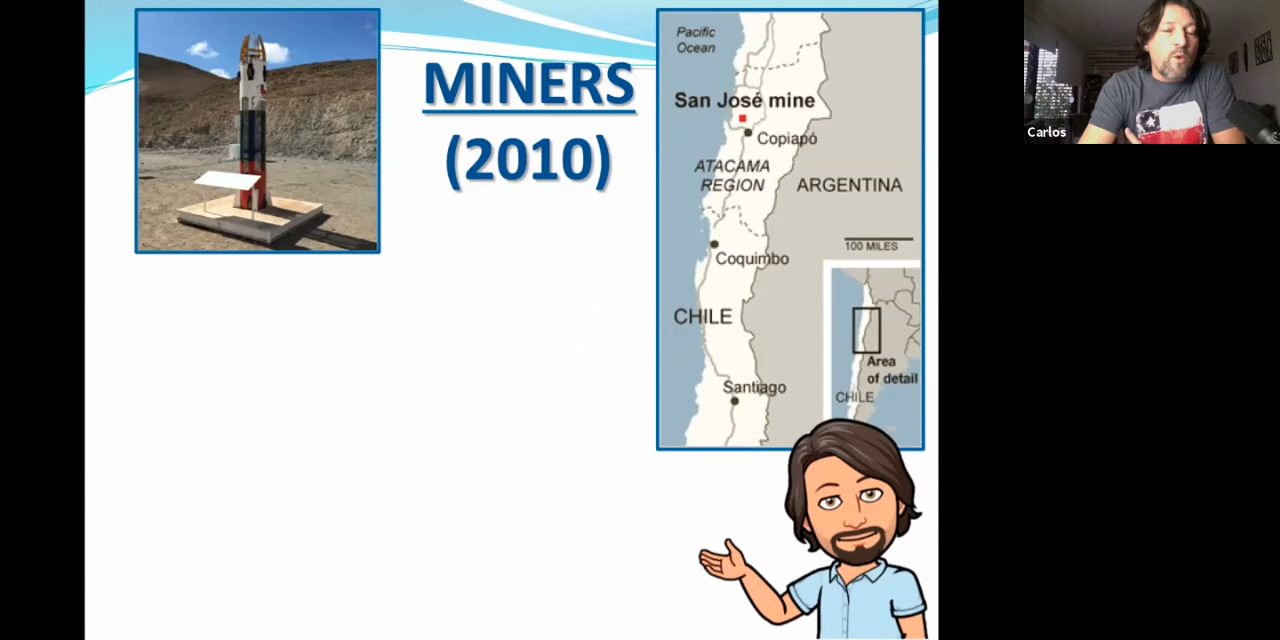 MINERS
(2010)
Pacific
Ocean
San José mine
Copiapó
ATACAMA
REGION
ARGENTINA
100 MILES
Coquimbo
CHILE
Area
of detail
CHILE
Santiago
Carlos